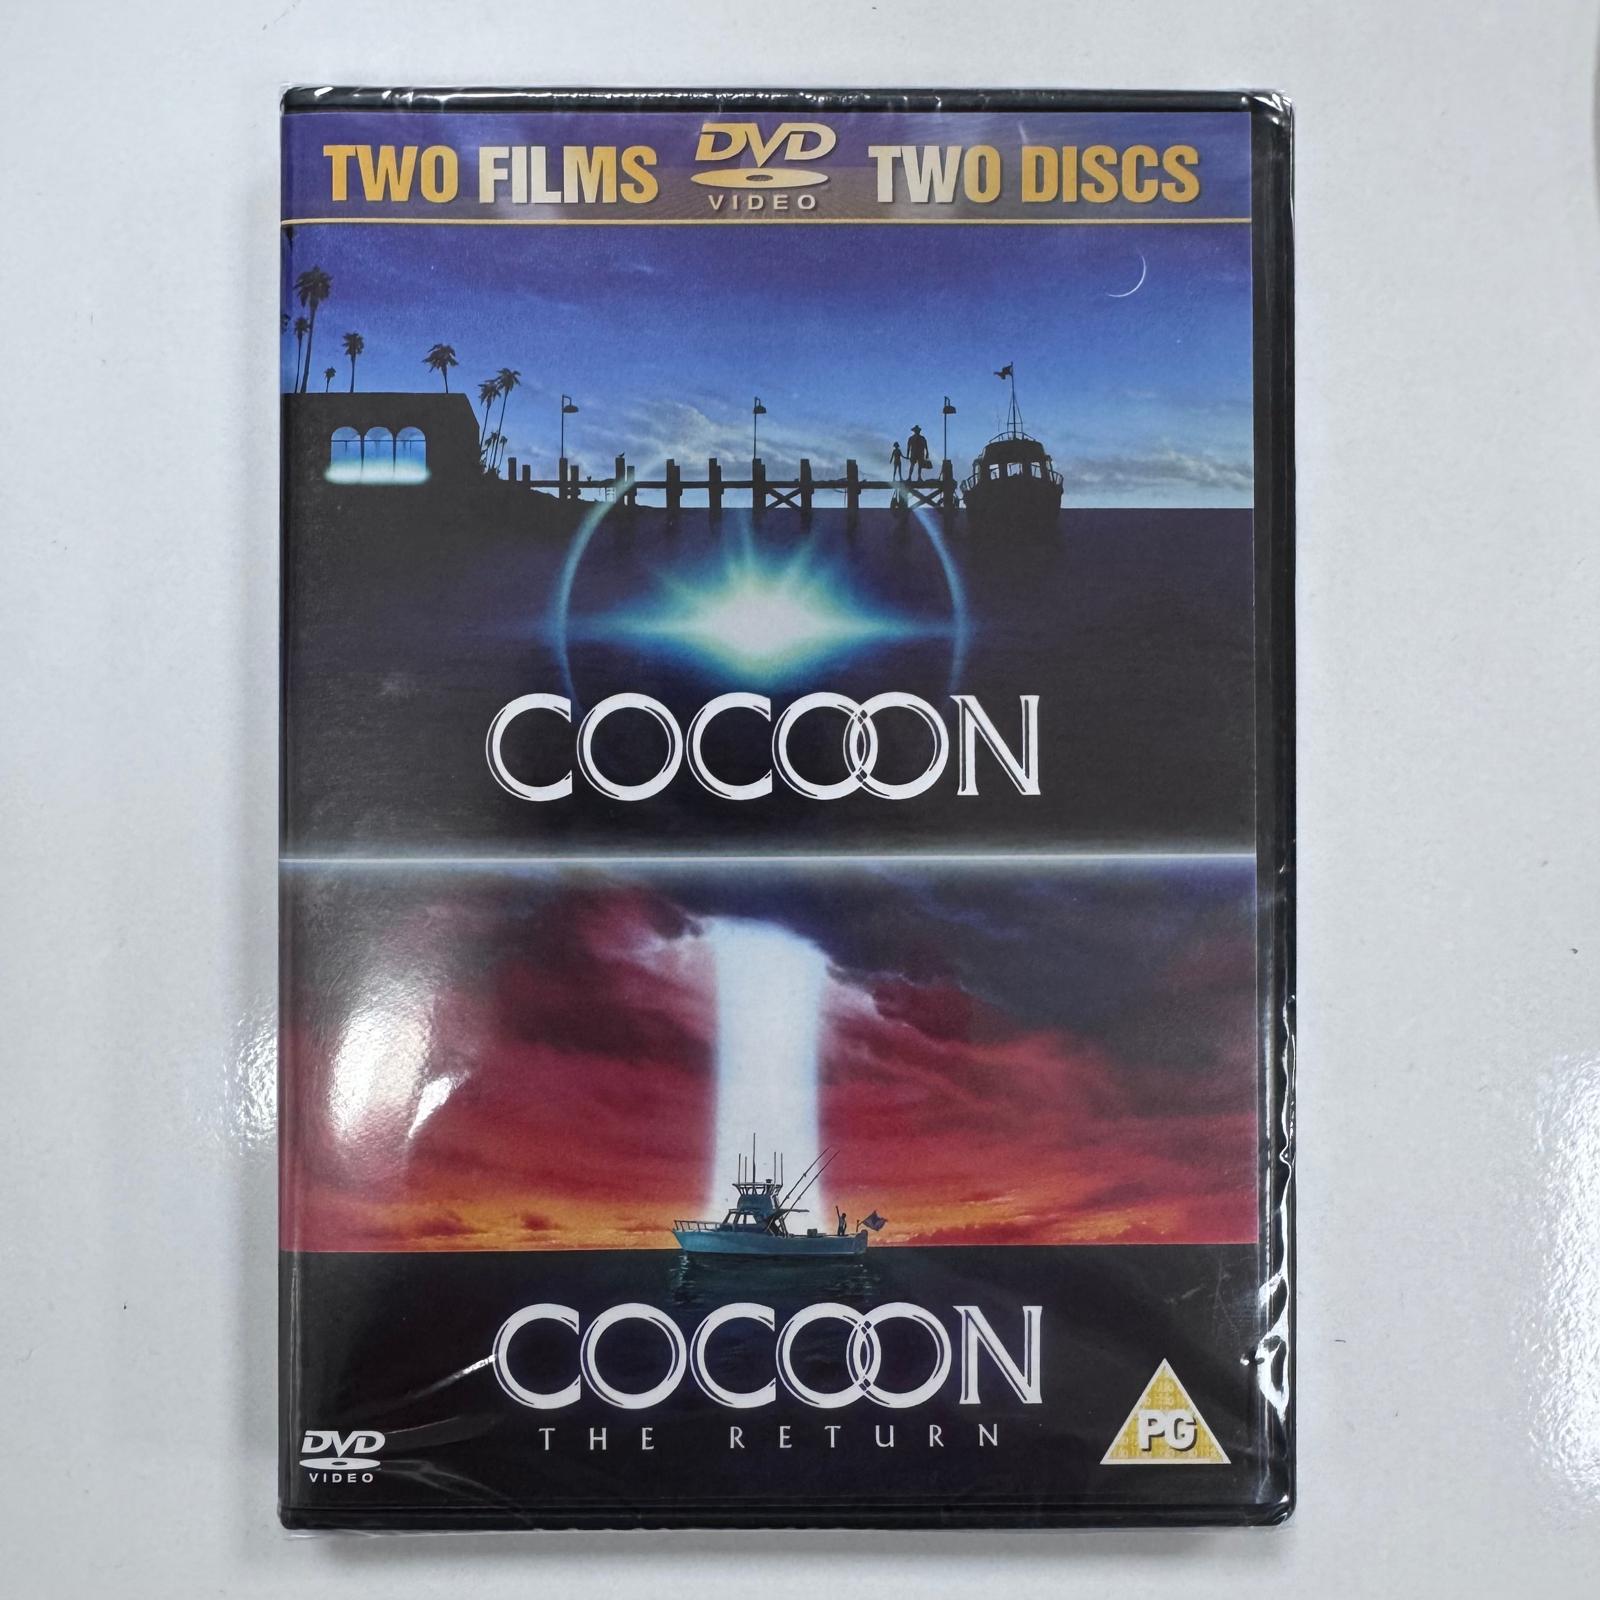 TWO FILMS DVD VIDEO TWO DISCS
COCOON
COCOON
THE RETURN
DVD VIDEO
PG